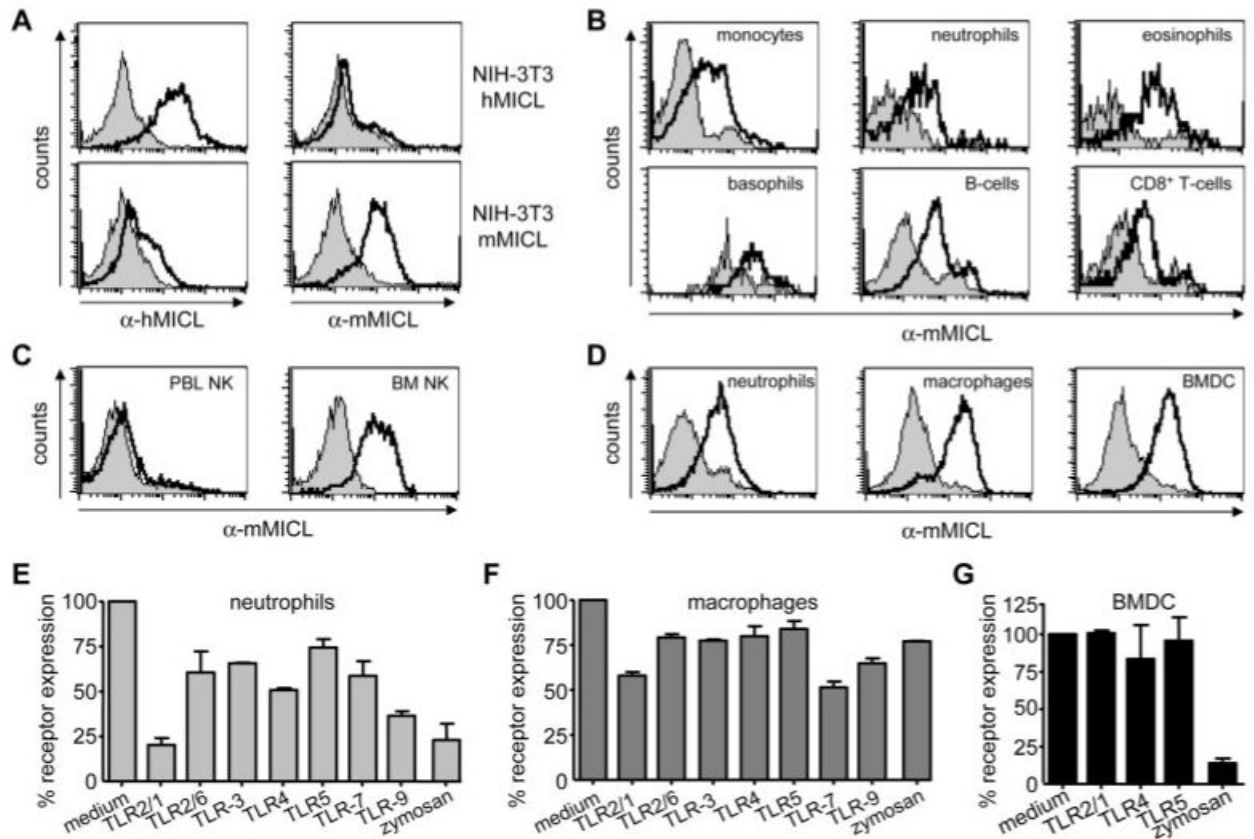 A
counts
NIH-3T3
hMICL
NIH-3T3
mMICL
α-hMICL
α-mMICL
B
counts
monocytes
neutrophils
eosinophils
basophils
B-cells
CD8⁺ T-cells
α-mMICL
C
counts
PBL NK
BM NK
α-mMICL
D
counts
neutrophils
macrophages
BMDC
α-mMICL
E
neutrophils
% receptor expression
100
75
50
25
0
medium
TLR2/1
TLR2/6
TLR-3
TLR4
TLR5
TLR-7
TLR-9
zymosan
F
macrophages
% receptor expression
100
75
50
25
0
medium
TLR2/1
TLR2/6
TLR-3
TLR4
TLR5
TLR-7
TLR-9
zymosan
G
BMDC
% receptor expression
125
100
75
50
25
0
medium
TLR2/1
TLR4
TLR5
zymosan